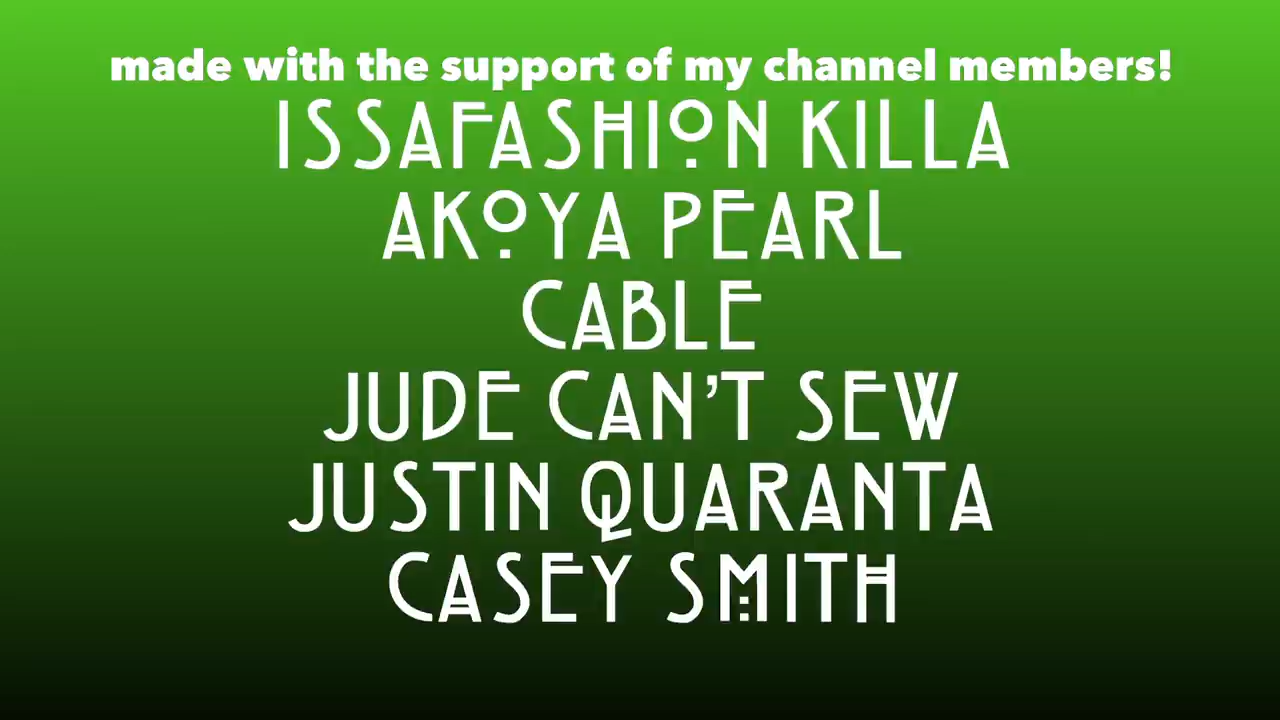 made with the support of my channel members!
ISSAFASHION KILLA
AKOYA PEARL
CABLE
JUDE CAN'T SEW
JUSTIN QUARANTA
CASEY SMITH